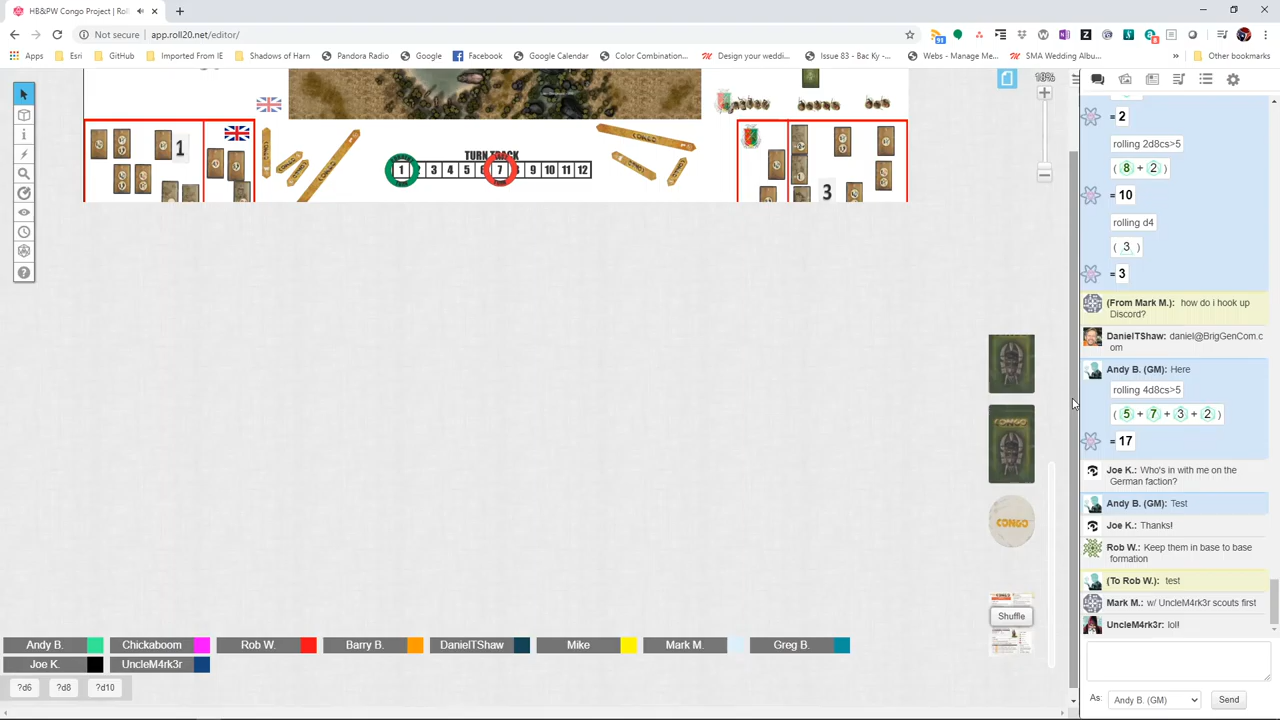 HB&PW Congo Project | Roll
Not secure
app.roll20.net/editor/
91
Apps
Esri
GitHub
Imported From IE
Shadows of Harn
Pandora Radio
Google
Facebook
Google Calendar
Color Combination...
Design your weddi...
Issue 83 - Bac Ky -...
Webs - Manage Me...
SMA Wedding Albu...
Other bookmarks
18%
TURN TRACK
1 3 4 5 6 7 8 9 10 11 12
1
3
CONGO
CONGO
CONGO
Shuffle
= 2
rolling 2d8cs>5
( 8 + 2 )
= 10
rolling d4
( 3 )
= 3
(From Mark M.): how do i hook up
Discord?
DanielTShaw: daniel@BrigGenCom.c
om
Andy B. (GM): Here
rolling 4d8cs>5
( 5 + 7 + 3 + 2 )
= 17
Joe K.: Who's in with me on the
German faction?
Andy B. (GM): Test
Joe K.: Thanks!
Rob W.: Keep them in base to base
formation
(To Rob W.): test
Mark M.: w/ UncleM4rk3r scouts first
UncleM4rk3r: lol!
As:
Andy B. (GM)
Send
Andy B.
Chickaboom
Rob W.
Barry B.
DanielTShaw
Mike
Mark M.
Greg B.
Joe K.
UncleM4rk3r
?d6
?d8
?d10